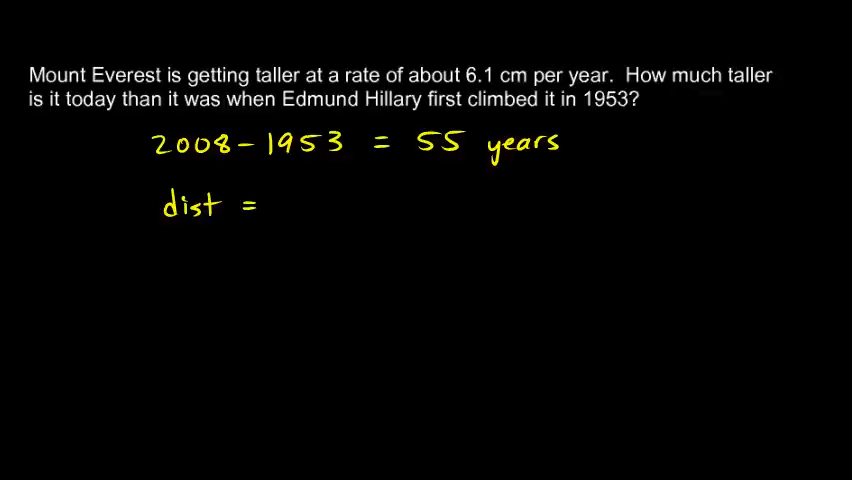 Mount Everest is getting taller at a rate of about 6.1 cm per year. How much taller
is it today than it was when Edmund Hillary first climbed it in 1953?
2008 - 1953 = 55 years
dist =